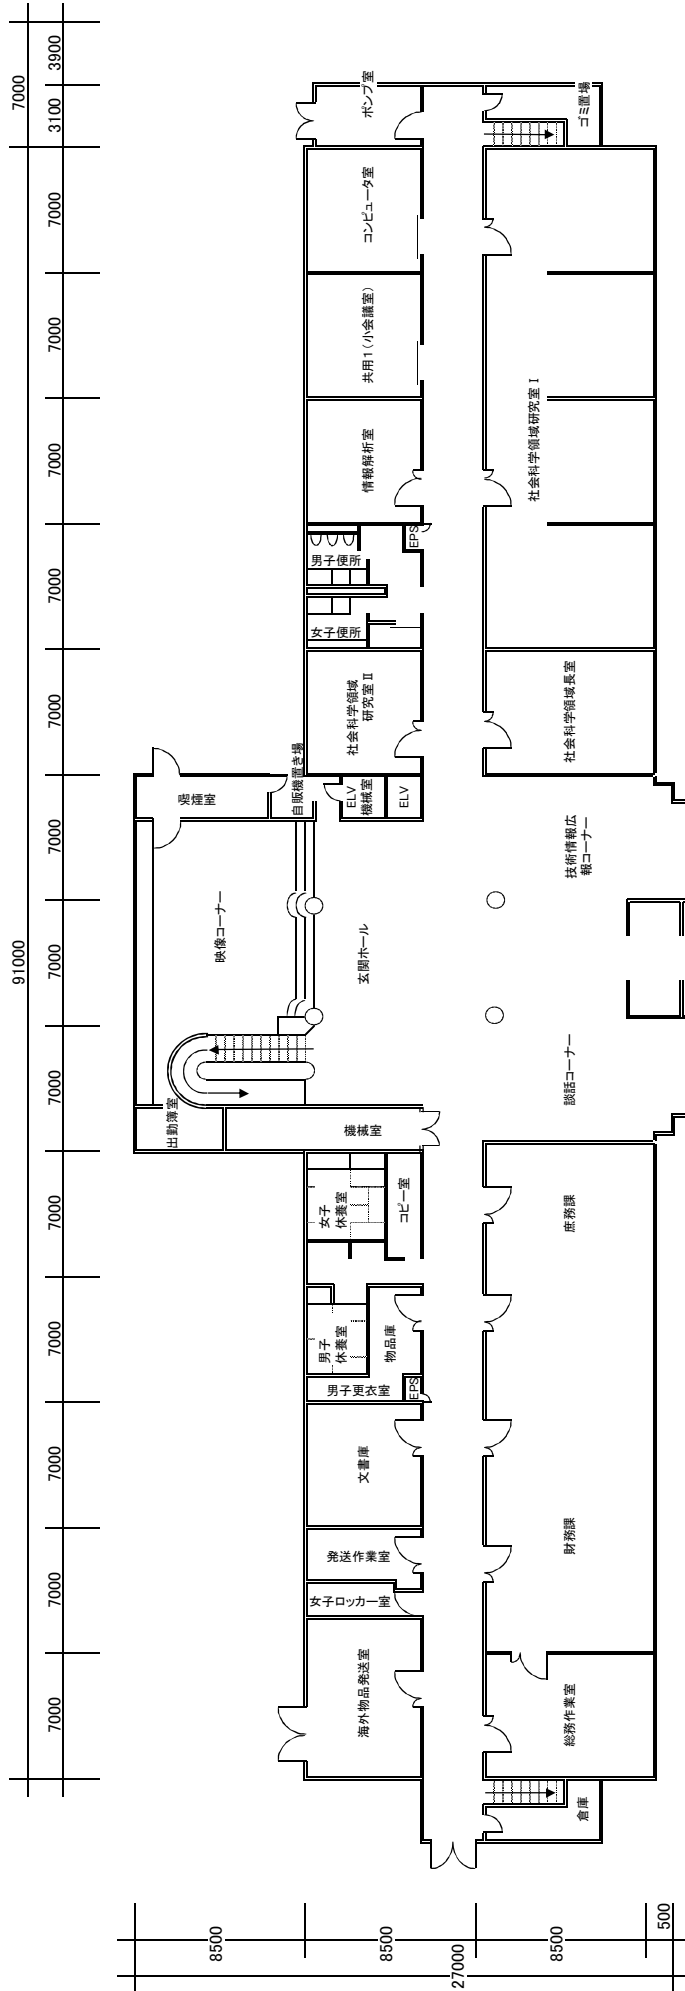 7000
3900
3100
7000
7000
7000
7000
7000
7000
7000
7000
7000
7000
7000
7000
7000
91000
ポンプ室
ゴミ置場
コンピュータ室
共用1(小会議室)
情報解析室
社会科学領域研究室Ⅰ
EPS
男子便所
女子便所
社会科学領域
研究室Ⅱ
社会科学領域長室
喫煙室
自販機置き場
ELV
機械室
ELV
技術情報広
報コーナー
映像コーナー
玄関ホール
談話コーナー
出勤簿室
機械室
女子
休養室
コピー室
庶務課
男子
休養室
物品庫
男子更衣室
EPS
文書庫
財務課
発送作業室
女子ロッカー室
海外物品発送室
総務作業室
倉庫
8500
8500
8500
500
27000